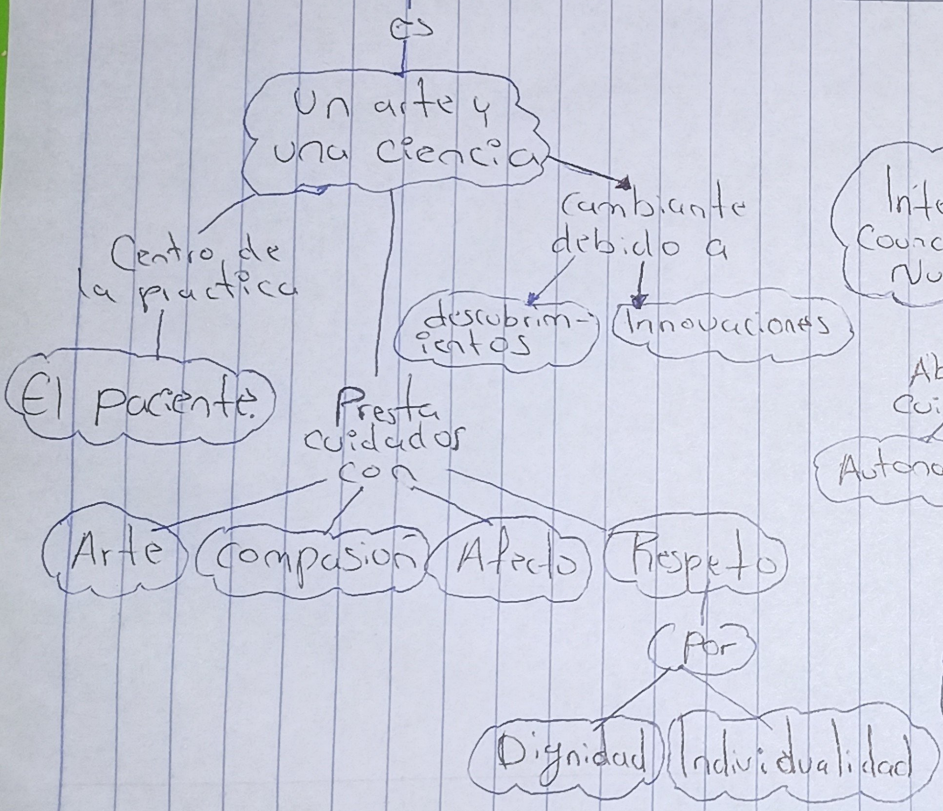 es
Un arte y
una ciencia
Cambiante
debido a
Centro de
la practica
descubrim-
ientos
Innovaciones
El paciente.
Presta
cuidados
con
Arte
Compasión
Afecto
Respeto
(Por)
Dignidad
Individualidad